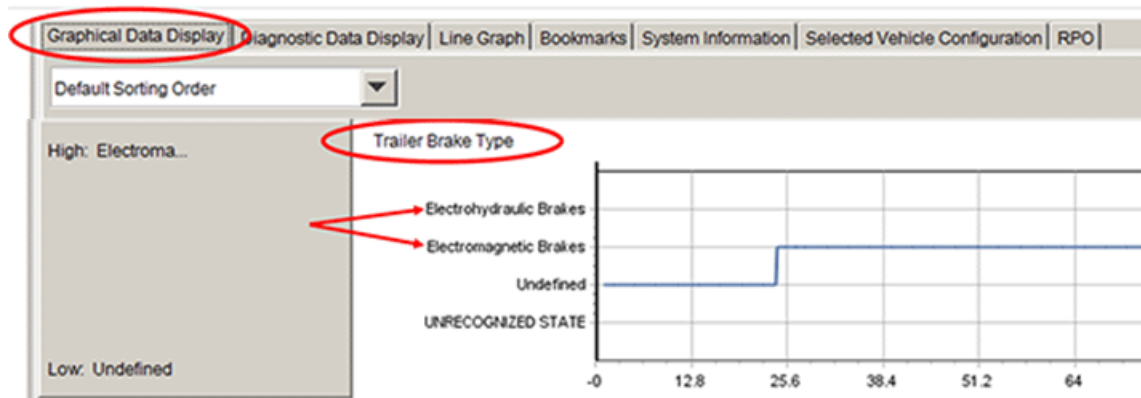 Graphical Data Display Diagnostic Data Display Line Graph Bookmarks System Information Selected Vehicle Configuration RPO
Default Sorting Order
High: Electroma...
Trailer Brake Type
Electrohydraulic Brakes
Electromagnetic Brakes
Undefined
UNRECOGNIZED STATE
Low: Undefined
-0 12.8 25.6 38.4 51.2 64